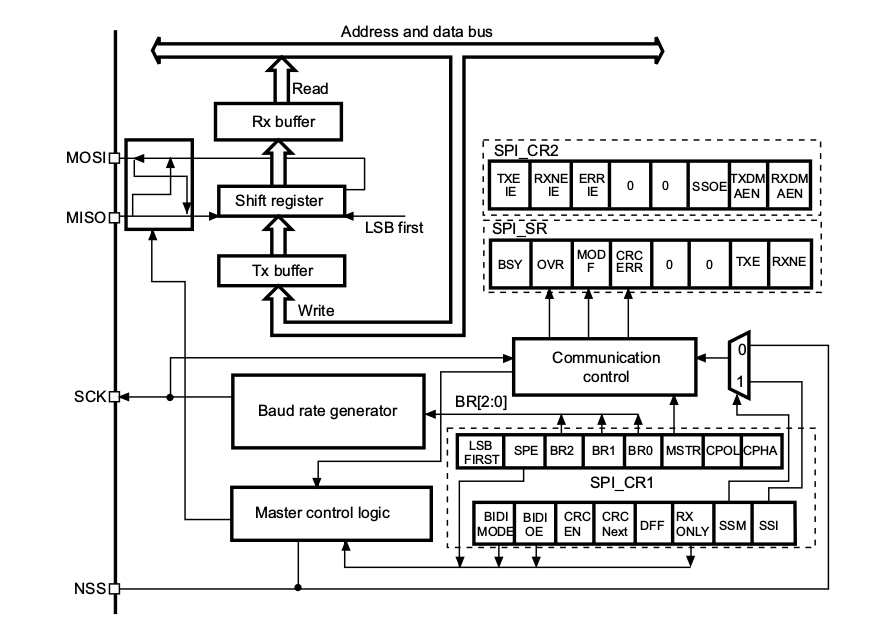 Address and data bus
Read
Rx buffer
MOSI
SPI_CR2
TXE
IE
RXNE
IE
ERR
IE
0
0
SSOE
TXDM
AEN
RXDM
AEN
Shift register
MISO
LSB first
SPI_SR
BSY
OVR
MOD
F
CRC
ERR
0
0
TXE
RXNE
Tx buffer
Write
Communication
control
0
1
SCK
Baud rate generator
BR[2:0]
LSB
FIRST
SPE
BR2
BR1
BR0
MSTR
CPOL
CPHA
SPI_CR1
Master control logic
BIDI
MODE
BIDI
OE
CRC
EN
CRC
Next
DFF
RX
ONLY
SSM
SSI
NSS